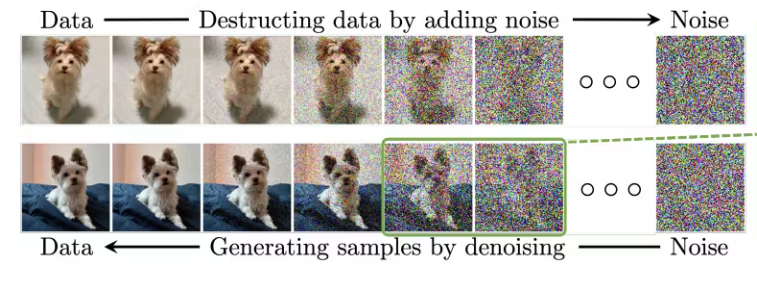 Data Destructing data by adding noise Noise
Data Generating samples by denoising Noise